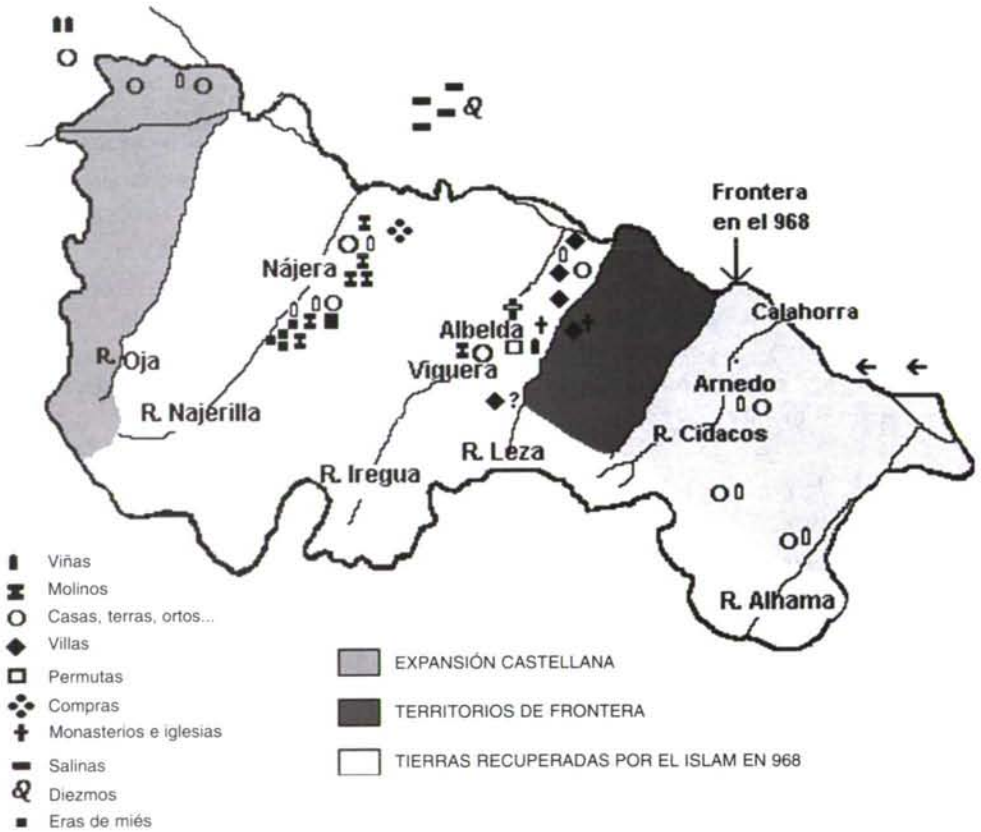 Frontera
en el 968
Nájera
Calahorra
Albelda
Arnedo
R. Oja
Viguera
?
R. Najerilla
R. Cidacos
R. Leza
R. Iregua
R. Alhama
Viñas
Molinos
Casas, terras, ortos...
Villas
Permutas
Compras
Monasterios e iglesias
Salinas
Diezmos
Eras de miés
EXPANSIÓN CASTELLANA
TERRITORIOS DE FRONTERA
TIERRAS RECUPERADAS POR EL ISLAM EN 968